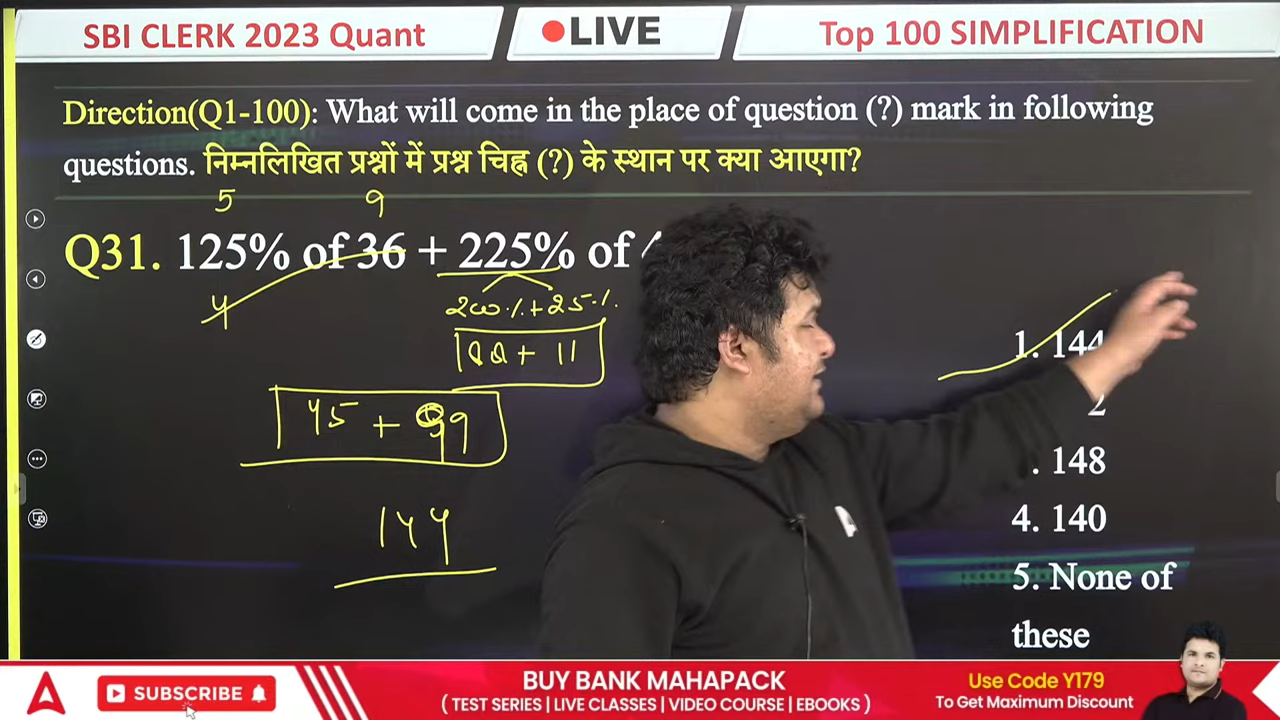 SBI CLERK 2023 Quant
LIVE
Top 100 SIMPLIFICATION
Direction(Q1-100): What will come in the place of question (?) mark in following
questions. निम्नलिखित प्रश्नों में प्रश्न चिह्न (?) के स्थान पर क्या आएगा?
5 9
Q31. 125% of 36 + 225% of
4
200%+25%
88 + 11
45 + 99
144
1. 144
2
. 148
4. 140
5. None of
these
SUBSCRIBE
BUY BANK MAHAPACK
( TEST SERIES | LIVE CLASSES | VIDEO COURSE | EBOOKS )
Use Code Y179
To Get Maximum Discount